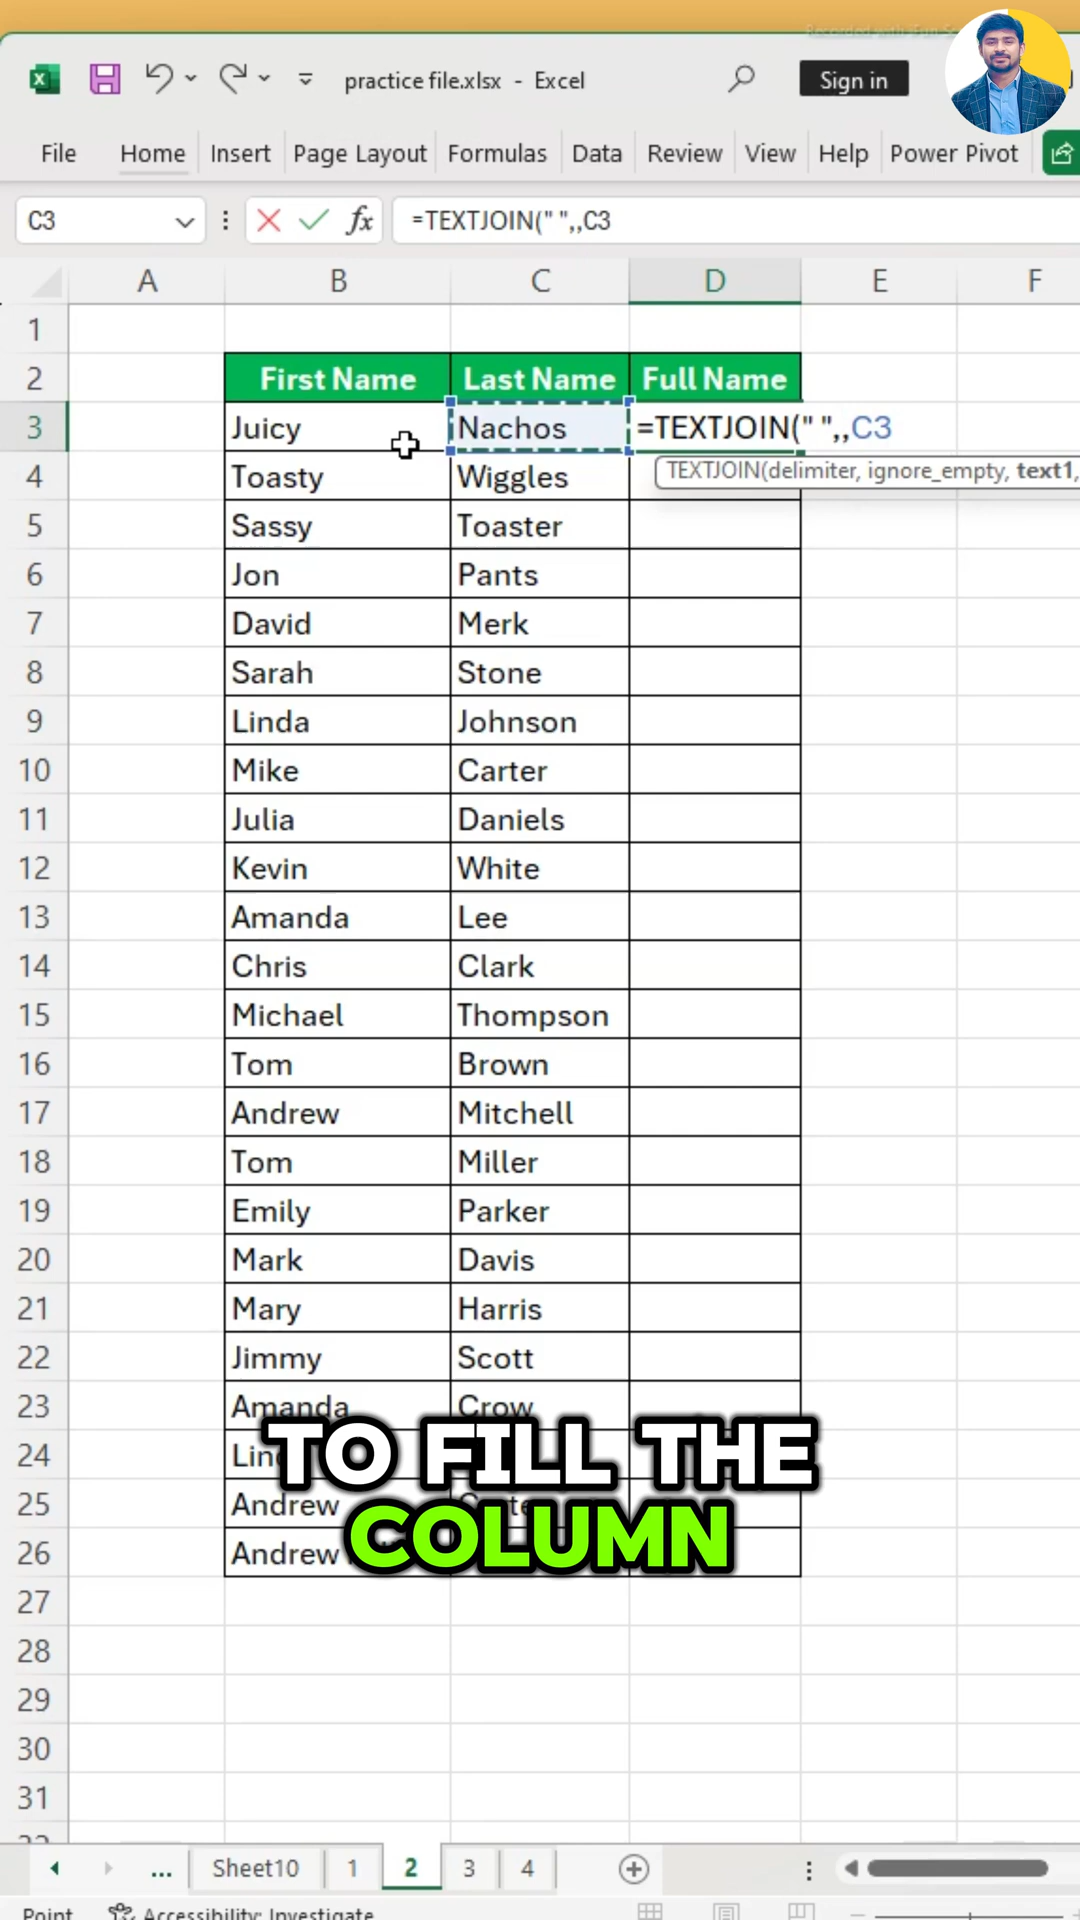 practice file.xlsx - Excel
Sign in
File Home Insert Page Layout Formulas Data Review View Help Power Pivot
C3 fx =TEXTJOIN(" ",,C3
A B C D E F
1
2 First Name Last Name Full Name
3 Juicy Nachos =TEXTJOIN(" ",,C3
TEXTJOIN(delimiter, ignore_empty, text1,
4 Toasty Wiggles
5 Sassy Toaster
6 Jon Pants
7 David Merk
8 Sarah Stone
9 Linda Johnson
10 Mike Carter
11 Julia Daniels
12 Kevin White
13 Amanda Lee
14 Chris Clark
15 Michael Thompson
16 Tom Brown
17 Andrew Mitchell
18 Tom Miller
19 Emily Parker
20 Mark Davis
21 Mary Harris
22 Jimmy Scott
23 Amanda Crow
TO FILL THE
24
25 Andrew
COLUMN
26 Andrew
27
28
29
30
31
... Sheet10 1 2 3 4
Point Accessibility: Investigate